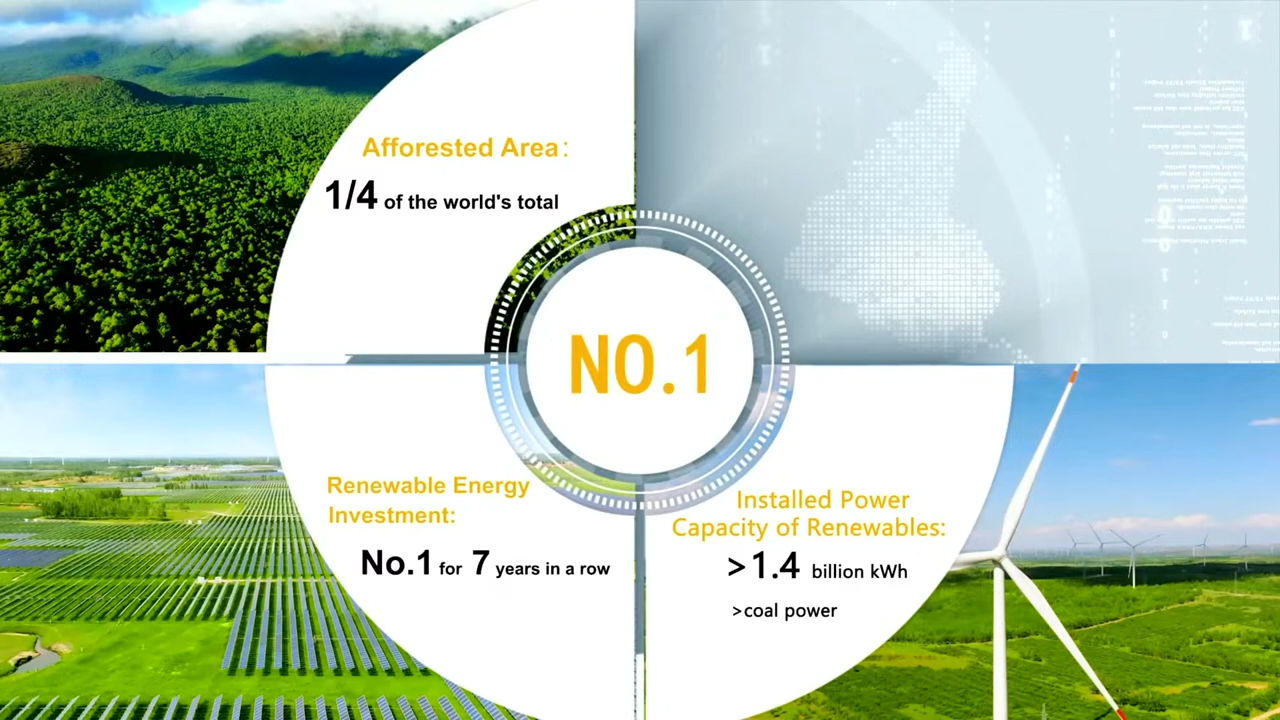 Afforested Area:
1/4 of the world's total
NO.1
Renewable Energy
Investment:
No.1 for 7 years in a row
Installed Power
Capacity of Renewables:
>1.4 billion kWh
>coal power